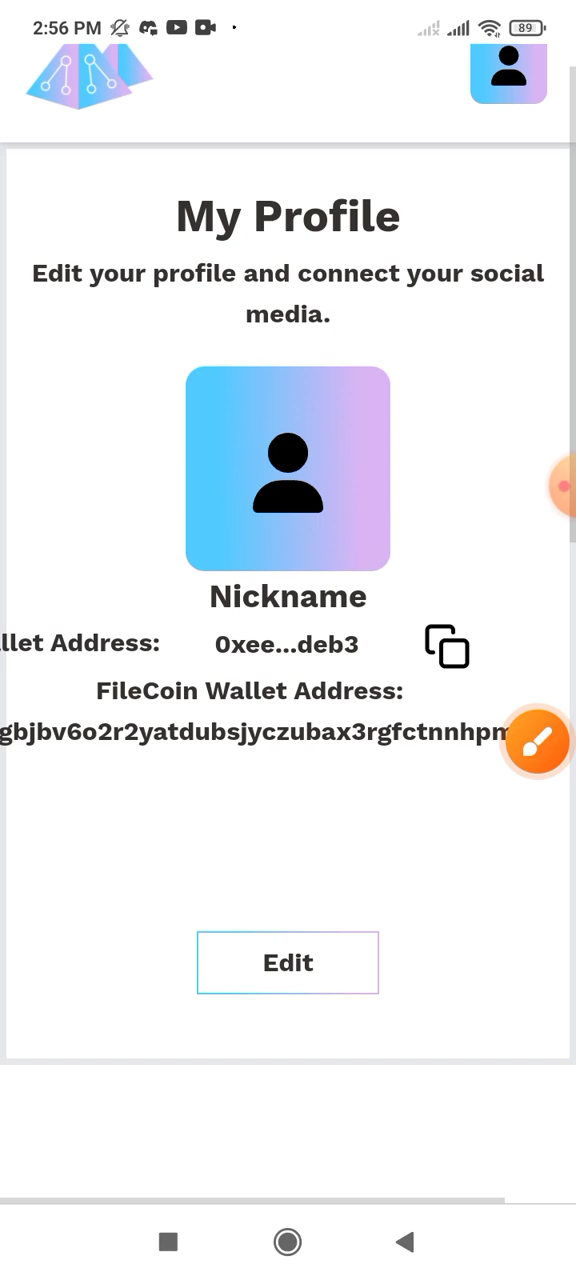 2:56 PM
89
My Profile
Edit your profile and connect your social
media.
Nickname
llet Address: 0xee...deb3
FileCoin Wallet Address:
gbjbv6o2r2yatdubsjyczubax3rgfctnnhpm
Edit